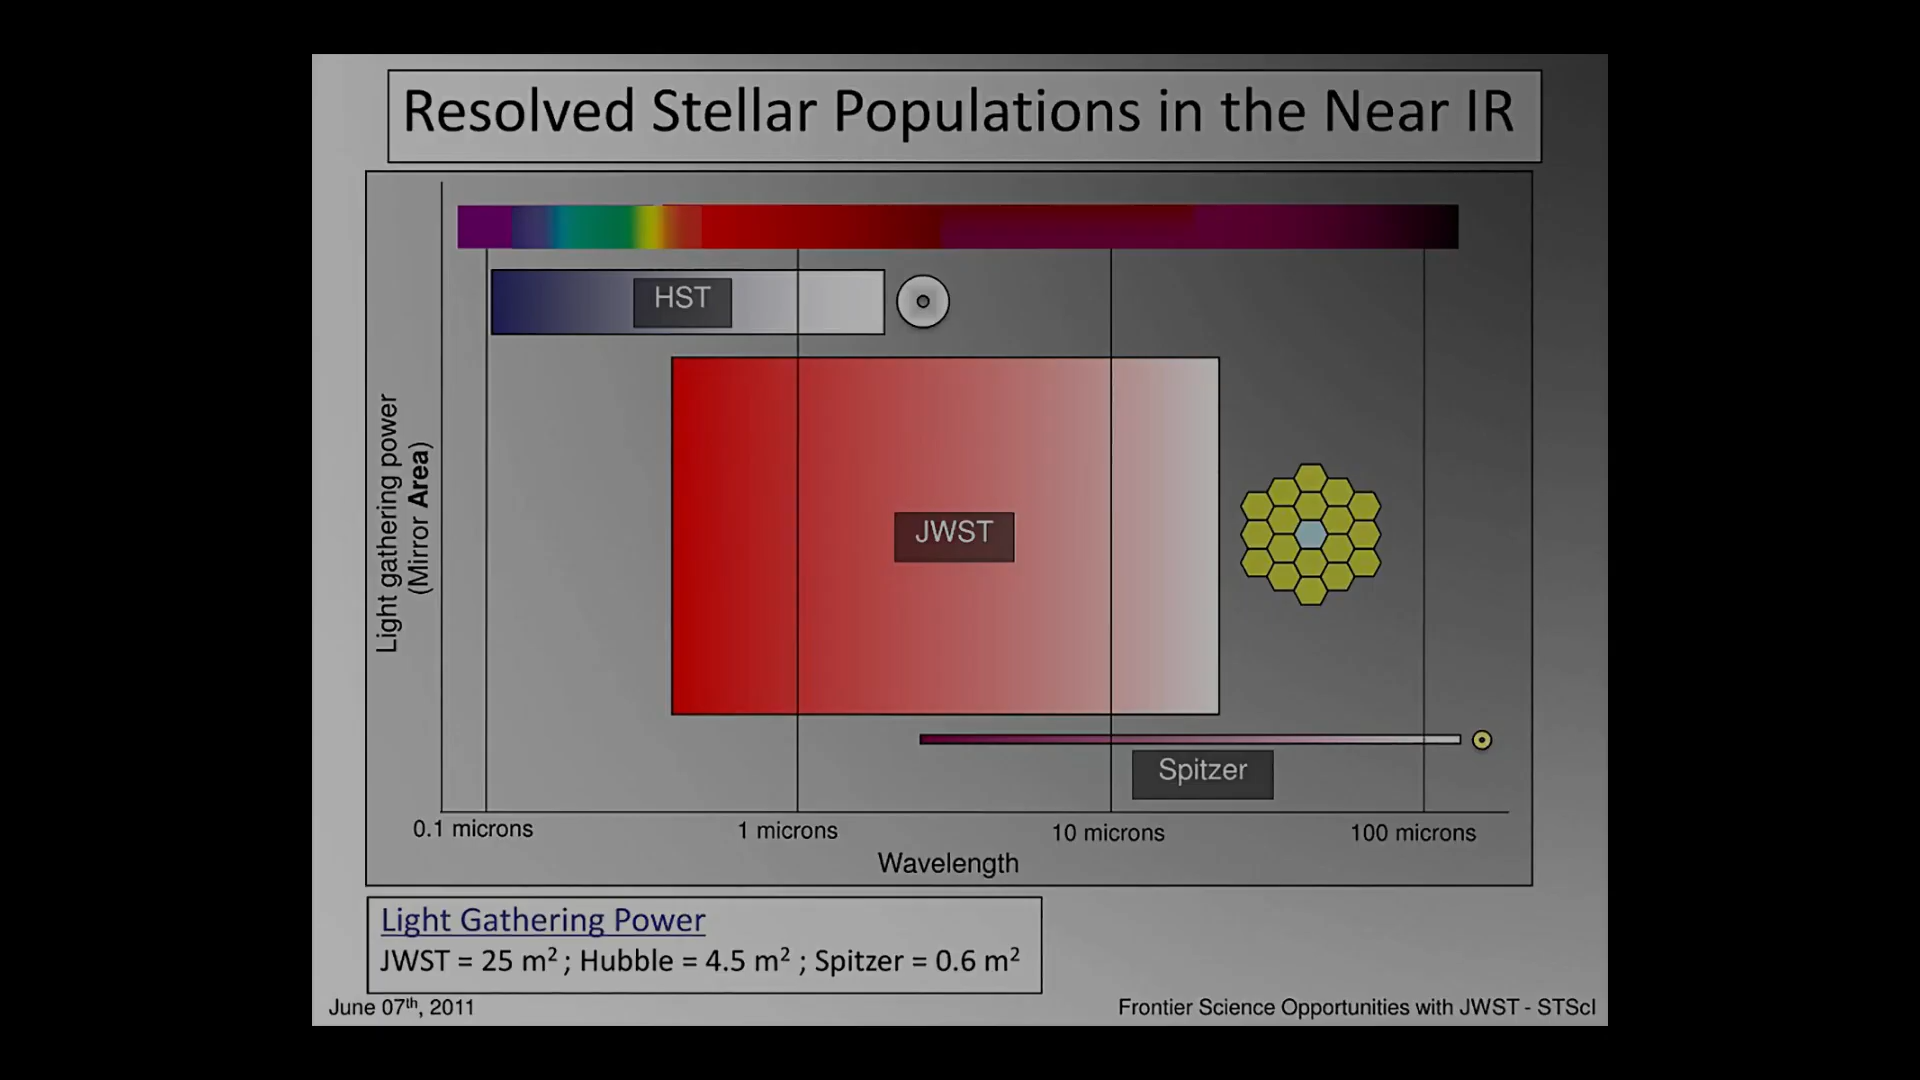 Resolved Stellar Populations in the Near IR
HST
JWST
Spitzer
Light gathering power
(Mirror Area)
0.1 microns
1 microns
10 microns
100 microns
Wavelength
Light Gathering Power
JWST = 25 m² ; Hubble = 4.5 m² ; Spitzer = 0.6 m²
June 07th, 2011
Frontier Science Opportunities with JWST - STScI